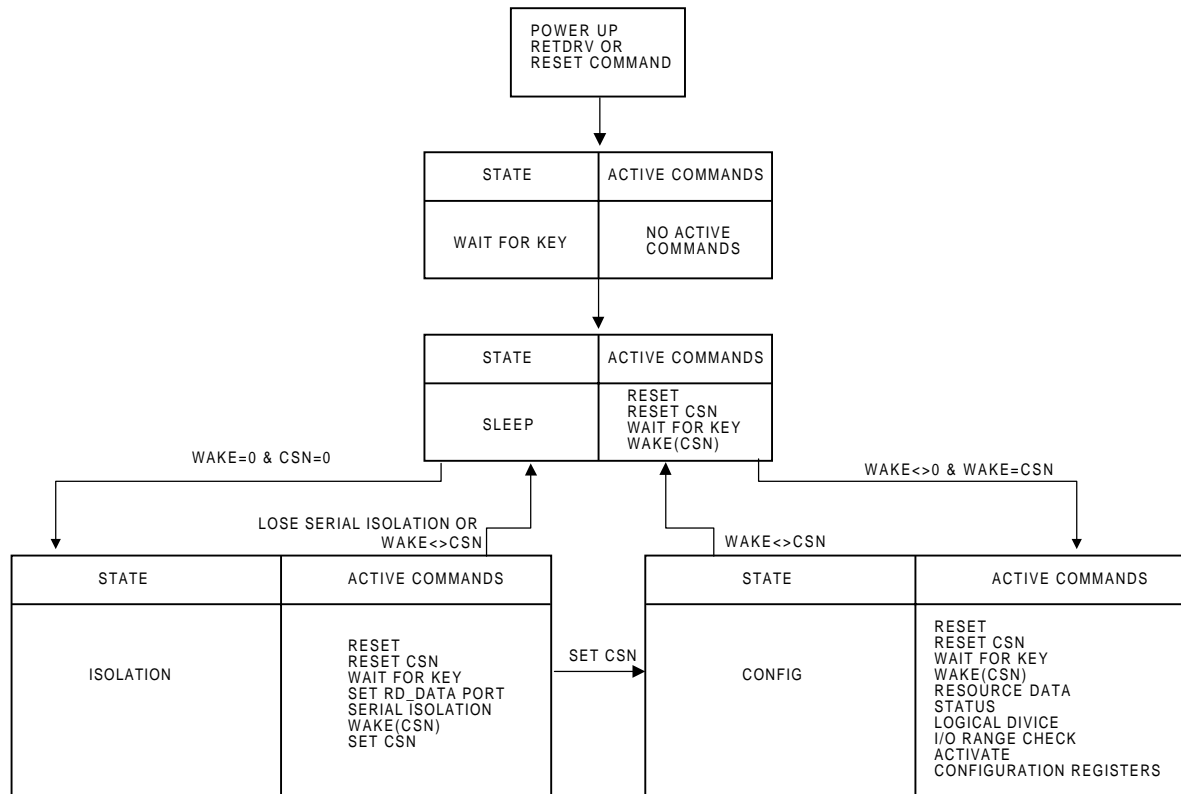 POWER UP
RETDRV OR
RESET COMMAND
STATE
ACTIVE COMMANDS
WAIT FOR KEY
NO ACTIVE
COMMANDS
STATE
ACTIVE COMMANDS
SLEEP
RESET
RESET CSN
WAIT FOR KEY
WAKE(CSN)
WAKE=0 & CSN=0
WAKE<>0 & WAKE=CSN
LOSE SERIAL ISOLATION OR
WAKE<>CSN
WAKE<>CSN
STATE
ACTIVE COMMANDS
ISOLATION
RESET
RESET CSN
WAIT FOR KEY
SET RD_DATA PORT
SERIAL ISOLATION
WAKE(CSN)
SET CSN
SET CSN
STATE
ACTIVE COMMANDS
CONFIG
RESET
RESET CSN
WAIT FOR KEY
WAKE(CSN)
RESOURCE DATA
STATUS
LOGICAL DIVICE
I/O RANGE CHECK
ACTIVATE
CONFIGURATION REGISTERS